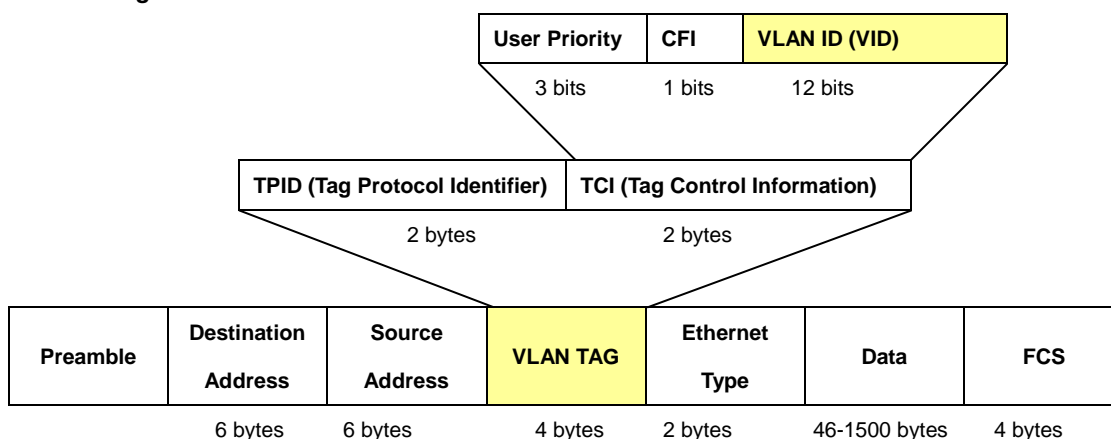 User Priority CFI VLAN ID (VID)
3 bits 1 bits 12 bits
TPID (Tag Protocol Identifier) TCI (Tag Control Information)
2 bytes 2 bytes
Preamble Destination Address Source Address VLAN TAG Ethernet Type Data FCS
6 bytes 6 bytes 4 bytes 2 bytes 46-1500 bytes 4 bytes